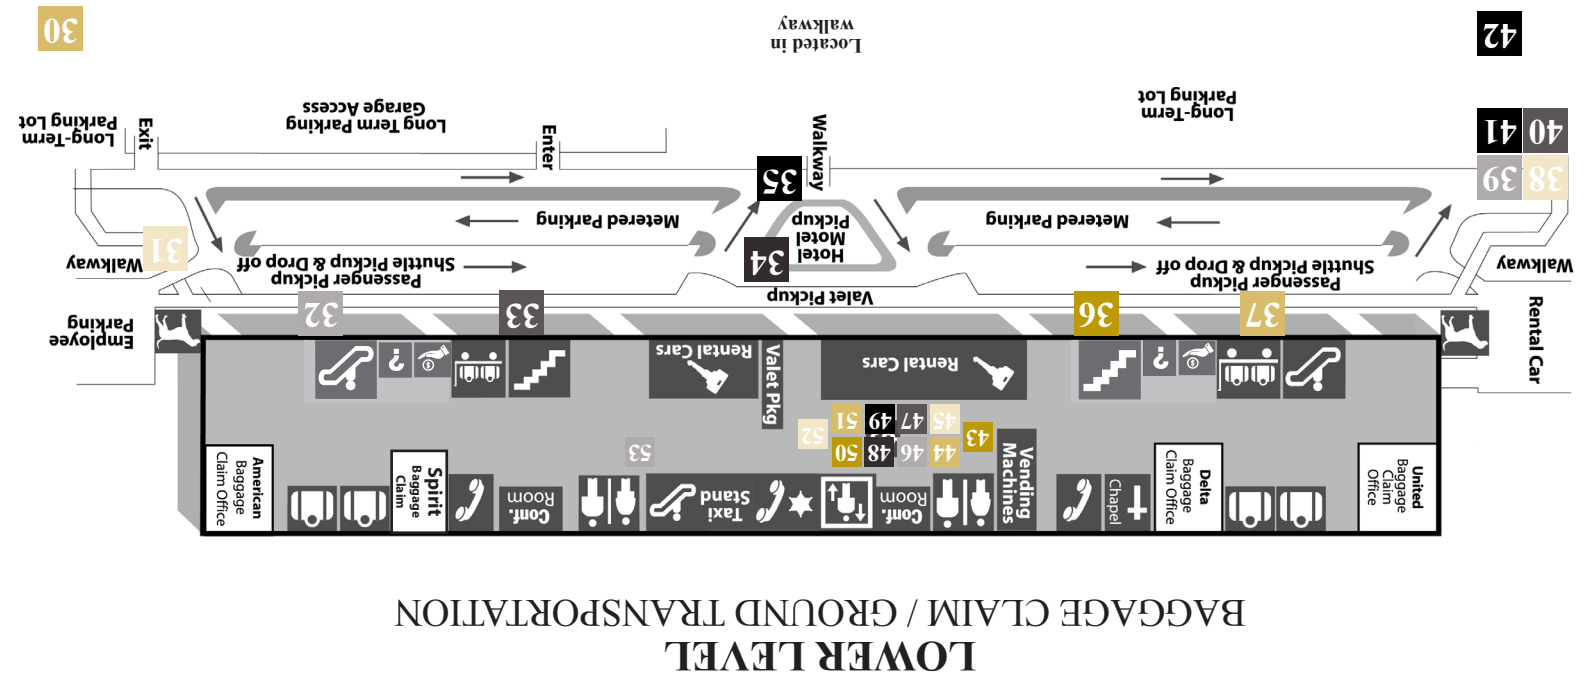 LOWER LEVEL
BAGGAGE CLAIM / GROUND TRANSPORTATION
United
Baggage
Claim
Office
Delta
Baggage
Claim Office
Chapel
Vending
Machines
Conf.
Room
Taxi
Stand
Conf.
Room
Spirit
Baggage
Claim
American
Baggage
Claim Office
43
44
46
48
50
53
45
47
49
51
52
Rental Cars
Valet Pkg
Rental Cars
?
?
$
$
Rental Car
37
36
33
32
Employee
Parking
Valet Pickup
Passenger Pickup
Shuttle Pickup & Drop off
Passenger Pickup
Shuttle Pickup & Drop off
Walkway
Walkway
Hotel
Motel
Pickup
34
31
Metered Parking
Metered Parking
35
38
39
40
41
Walkway
Enter
Exit
Long-Term
Parking Lot
Long Term Parking
Garage Access
Long-Term
Parking Lot
42
Located in
walkway
30